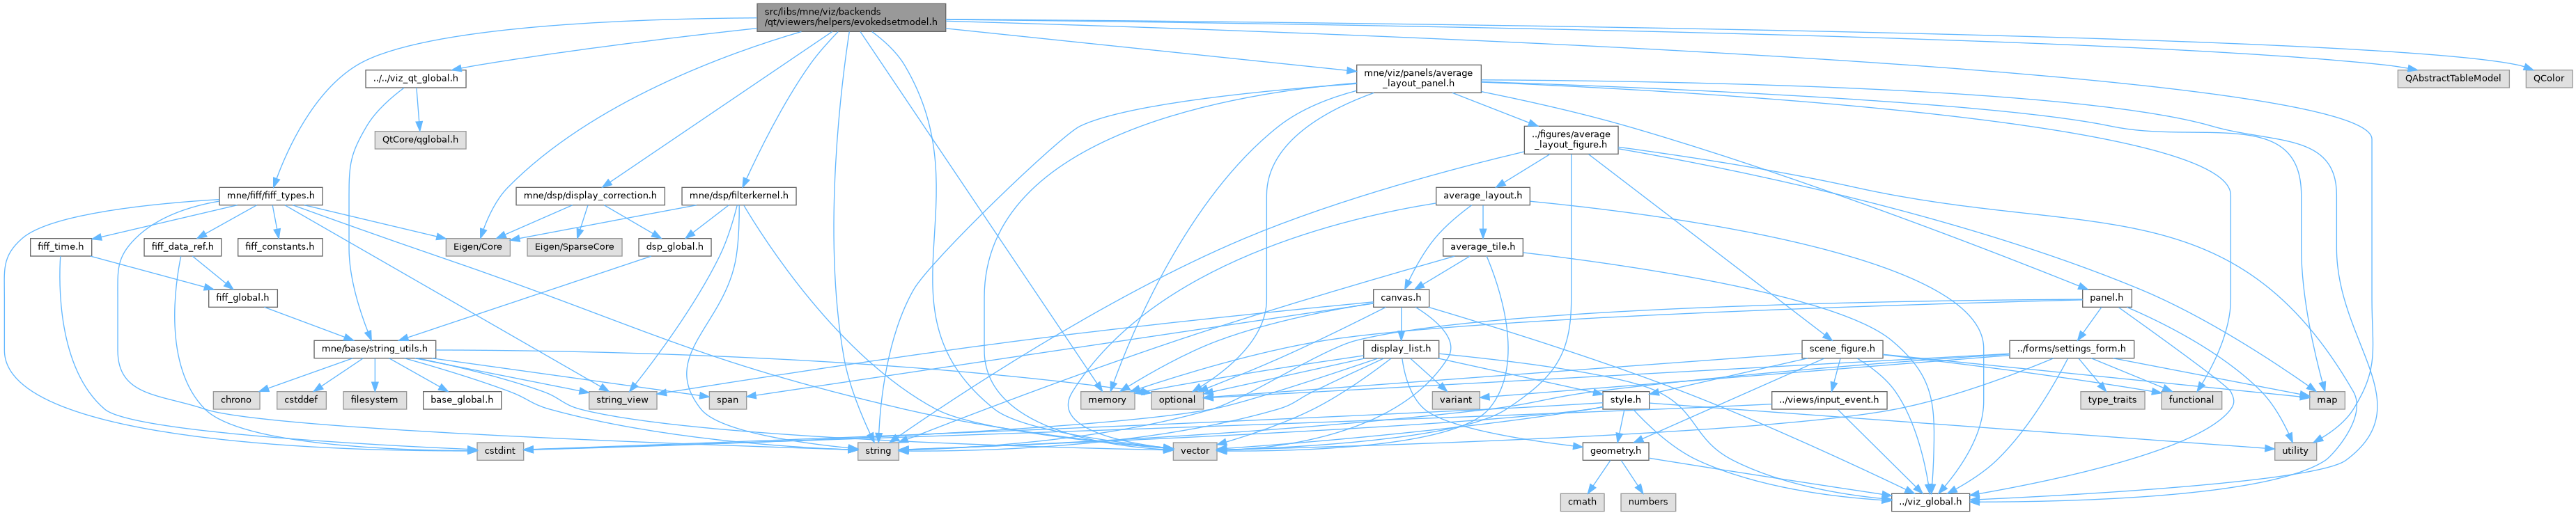 src/libs/mne/viz/backends
/qt/viewers/helpers/evokedsetmodel.h
../../viz_qt_global.h
mne/viz/panels/average
_layout_panel.h
QAbstractTableModel
QColor
QtCore/qglobal.h
../figures/average
_layout_figure.h
mne/fiff/fiff_types.h
mne/dsp/display_correction.h
mne/dsp/filterkernel.h
average_layout.h
fiff_time.h
fiff_data_ref.h
fiff_constants.h
Eigen/Core
Eigen/SparseCore
dsp_global.h
average_tile.h
fiff_global.h
canvas.h
panel.h
mne/base/string_utils.h
display_list.h
scene_figure.h
../forms/settings_form.h
chrono
cstddef
filesystem
base_global.h
string_view
span
memory
optional
variant
style.h
../views/input_event.h
type_traits
functional
map
cstdint
string
vector
geometry.h
utility
cmath
numbers
../viz_global.h